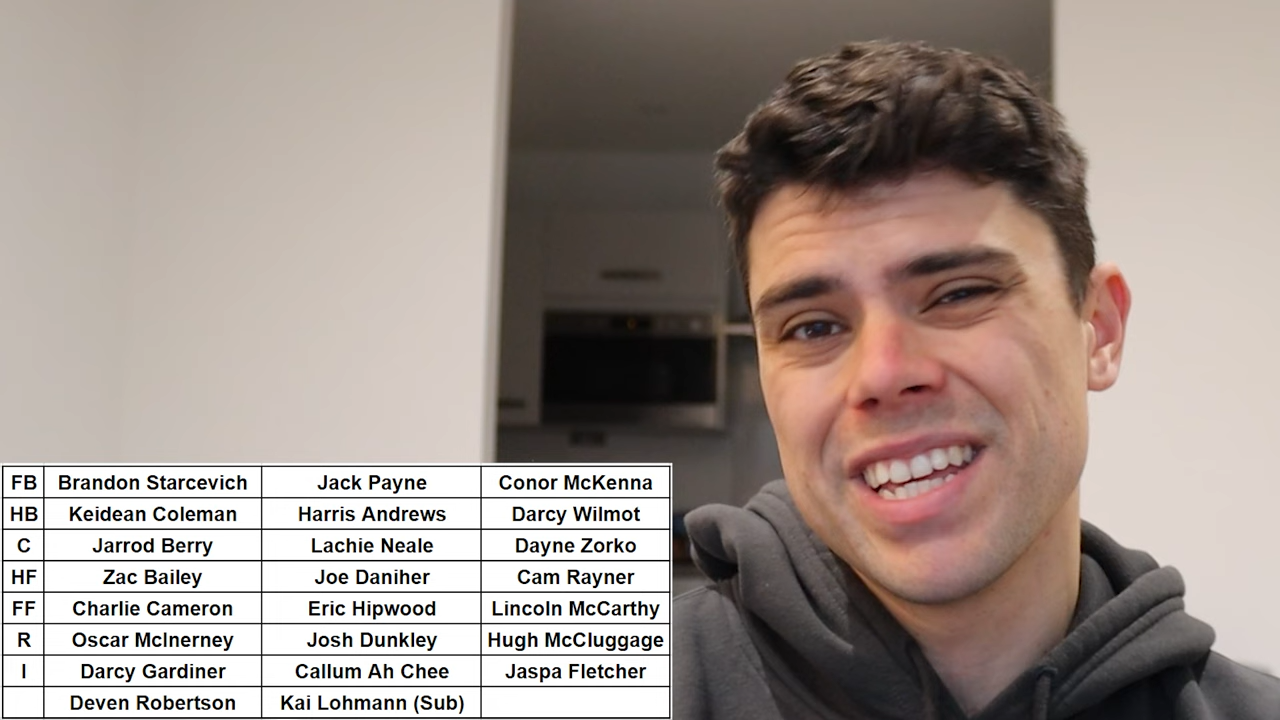 FB Brandon Starcevich Jack Payne Conor McKenna
HB Keidean Coleman Harris Andrews Darcy Wilmot
C Jarrod Berry Lachie Neale Dayne Zorko
HF Zac Bailey Joe Daniher Cam Rayner
FF Charlie Cameron Eric Hipwood Lincoln McCarthy
R Oscar McInerney Josh Dunkley Hugh McCluggage
I Darcy Gardiner Callum Ah Chee Jaspa Fletcher
Deven Robertson Kai Lohmann (Sub)